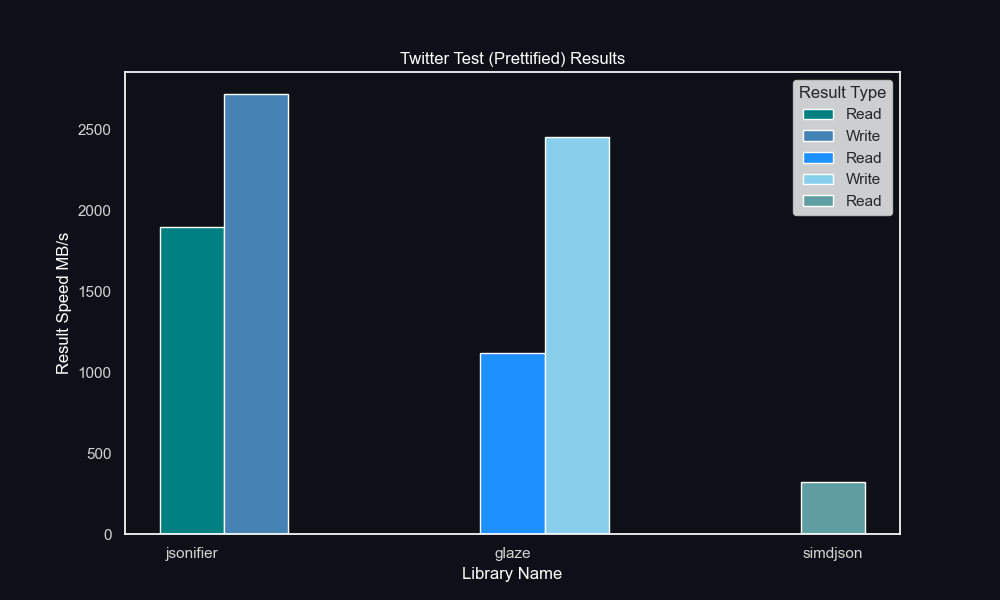 Twitter Test (Prettified) Results
Result Type
Read
Write
Read
Write
Read
Result Speed MB/s
2500
2000
1500
1000
500
0
jsonifier
glaze
simdjson
Library Name